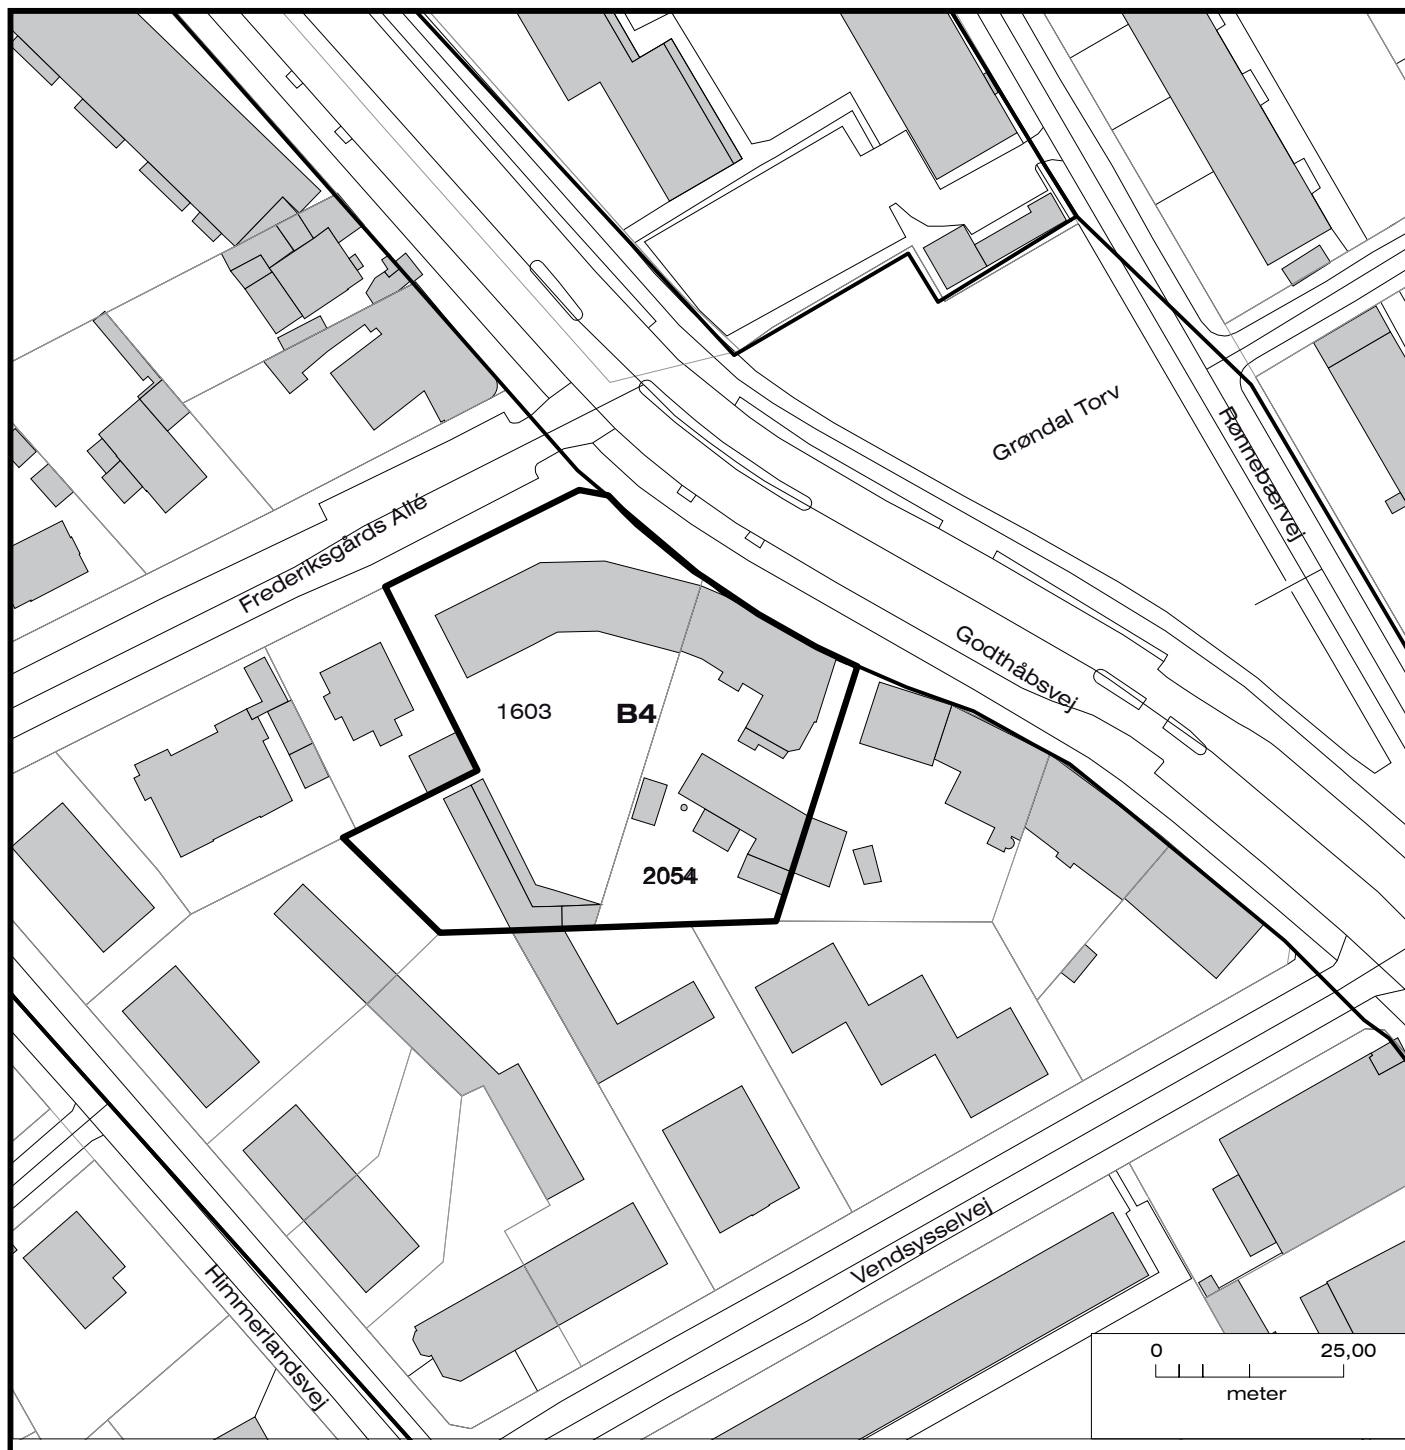 Grøndal Torv
Rønnebærvej
Frederiksgårds Allé
Godthåbsvej
1603
B4
2054
Vendsysselvej
Himmerlandsvej
0 25,00
meter